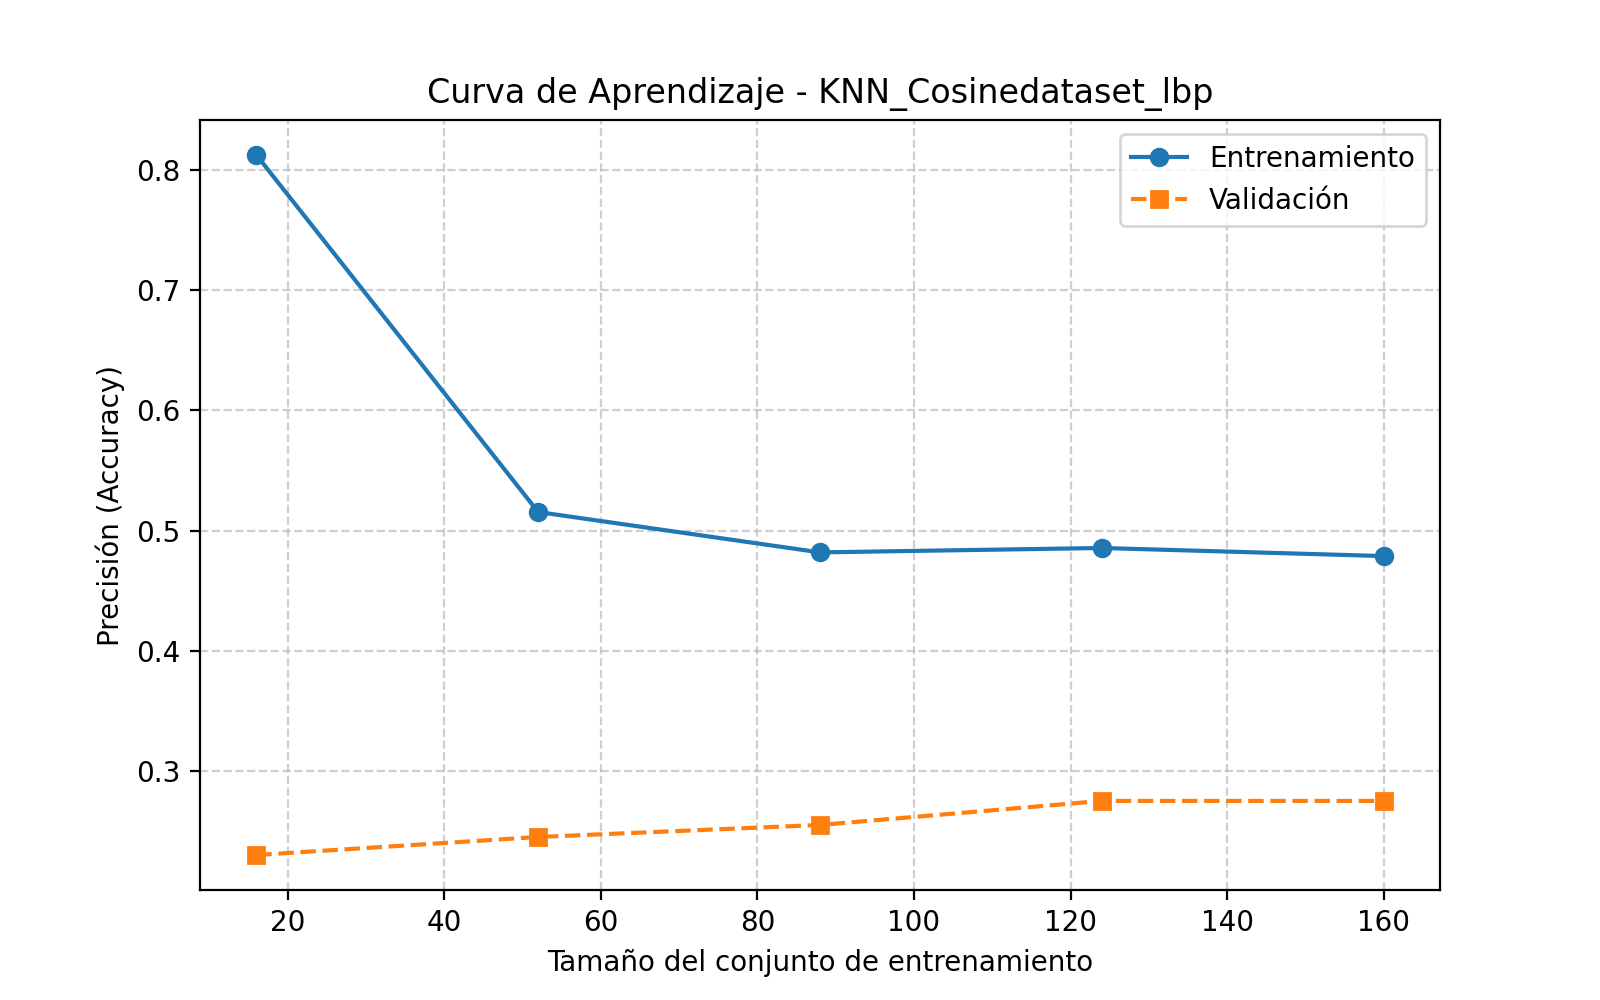 Curva de Aprendizaje - KNN_Cosinedataset_lbp
Entrenamiento
Validación
Precisión (Accuracy)
0.8
0.7
0.6
0.5
0.4
0.3
20 40 60 80 100 120 140 160
Tamaño del conjunto de entrenamiento